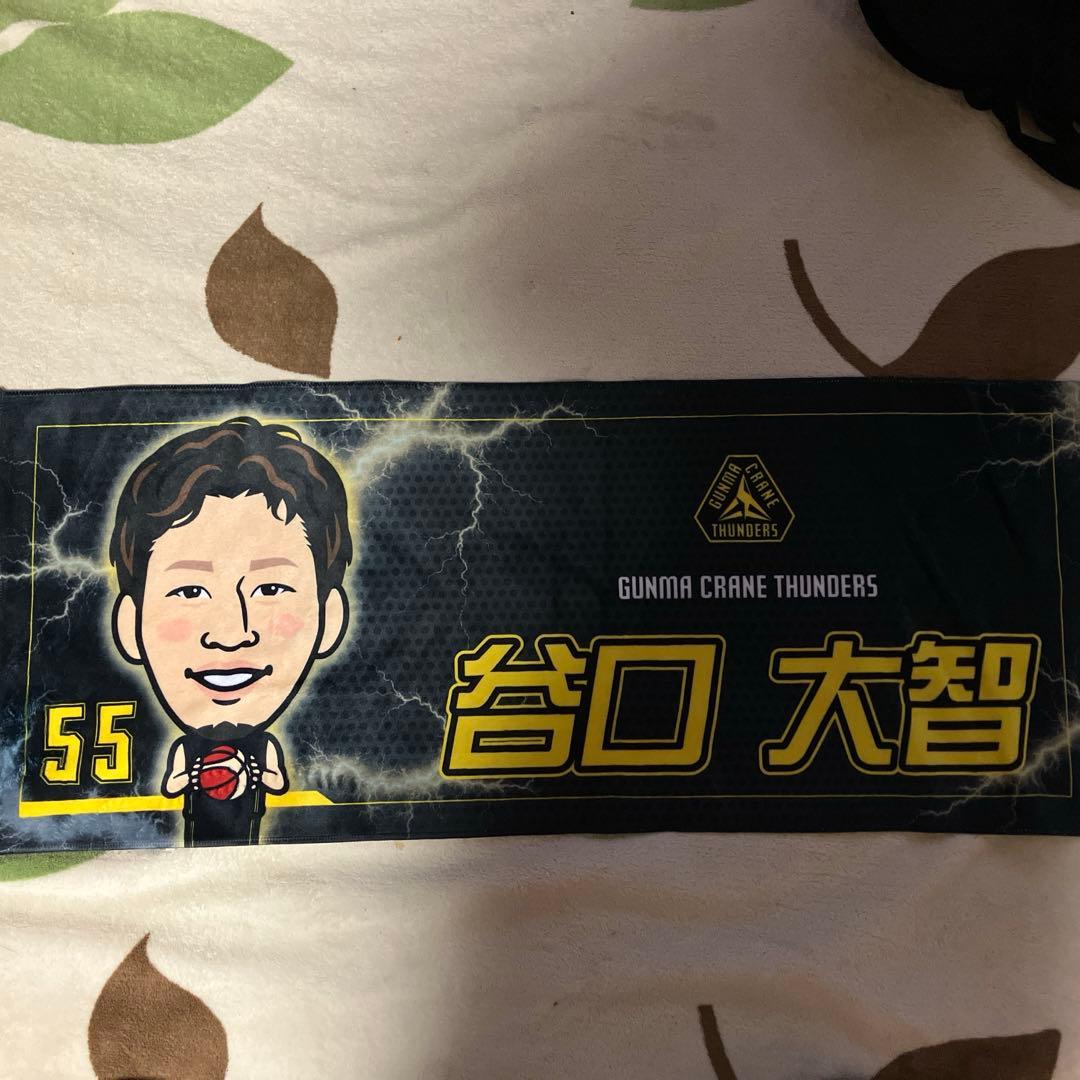 GUNMA CRANE
THUNDERS
GUNMA CRANE THUNDERS
谷口 大智
55